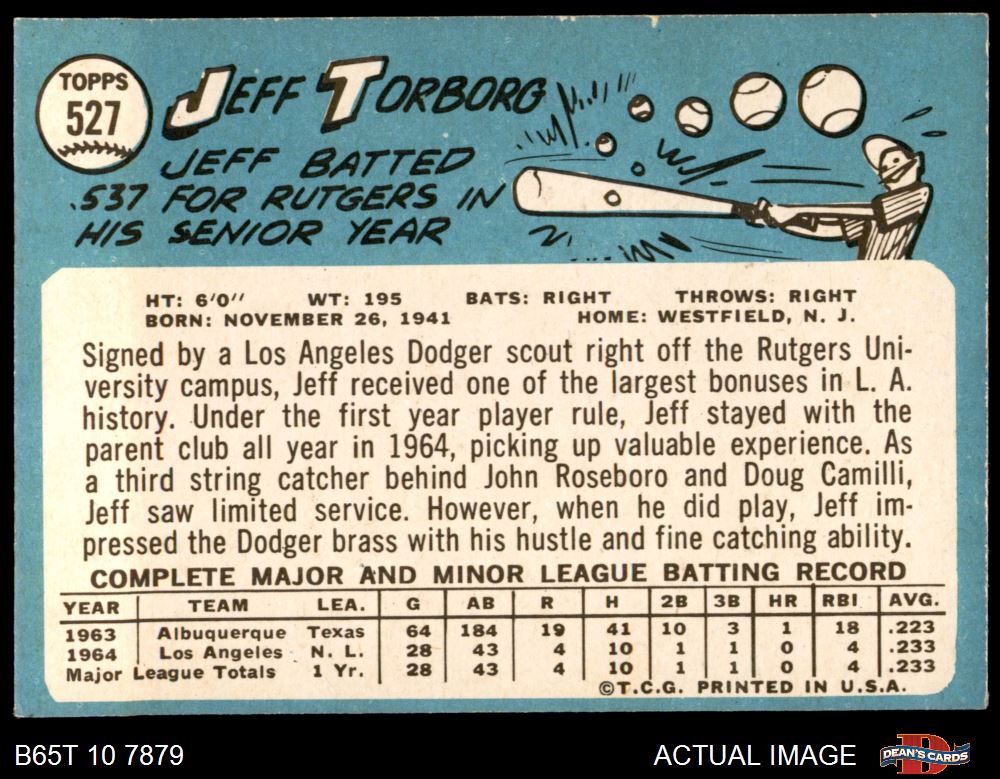 TOPPS
527
JEFF TORBORG
JEFF BATTED
.537 FOR RUTGERS IN
HIS SENIOR YEAR
HT: 6'0" WT: 195 BATS: RIGHT THROWS: RIGHT
BORN: NOVEMBER 26, 1941 HOME: WESTFIELD, N. J.
Signed by a Los Angeles Dodger scout right off the Rutgers Uni-
versity campus, Jeff received one of the largest bonuses in L. A.
history. Under the first year player rule, Jeff stayed with the
parent club all year in 1964, picking up valuable experience. As
a third string catcher behind John Roseboro and Doug Camilli,
Jeff saw limited service. However, when he did play, Jeff im-
pressed the Dodger brass with his hustle and fine catching ability.
COMPLETE MAJOR AND MINOR LEAGUE BATTING RECORD
YEAR TEAM LEA. G AB R H 2B 3B HR RBI AVG.
1963 Albuquerque Texas 64 184 19 41 10 3 1 18 .223
1964 Los Angeles N. L. 28 43 4 10 1 1 0 4 .233
Major League Totals 1 Yr. 28 43 4 10 1 1 0 4 .233
©T.C.G. PRINTED IN U.S.A.
B65T 10 7879 ACTUAL IMAGE DEAN'S CARDS